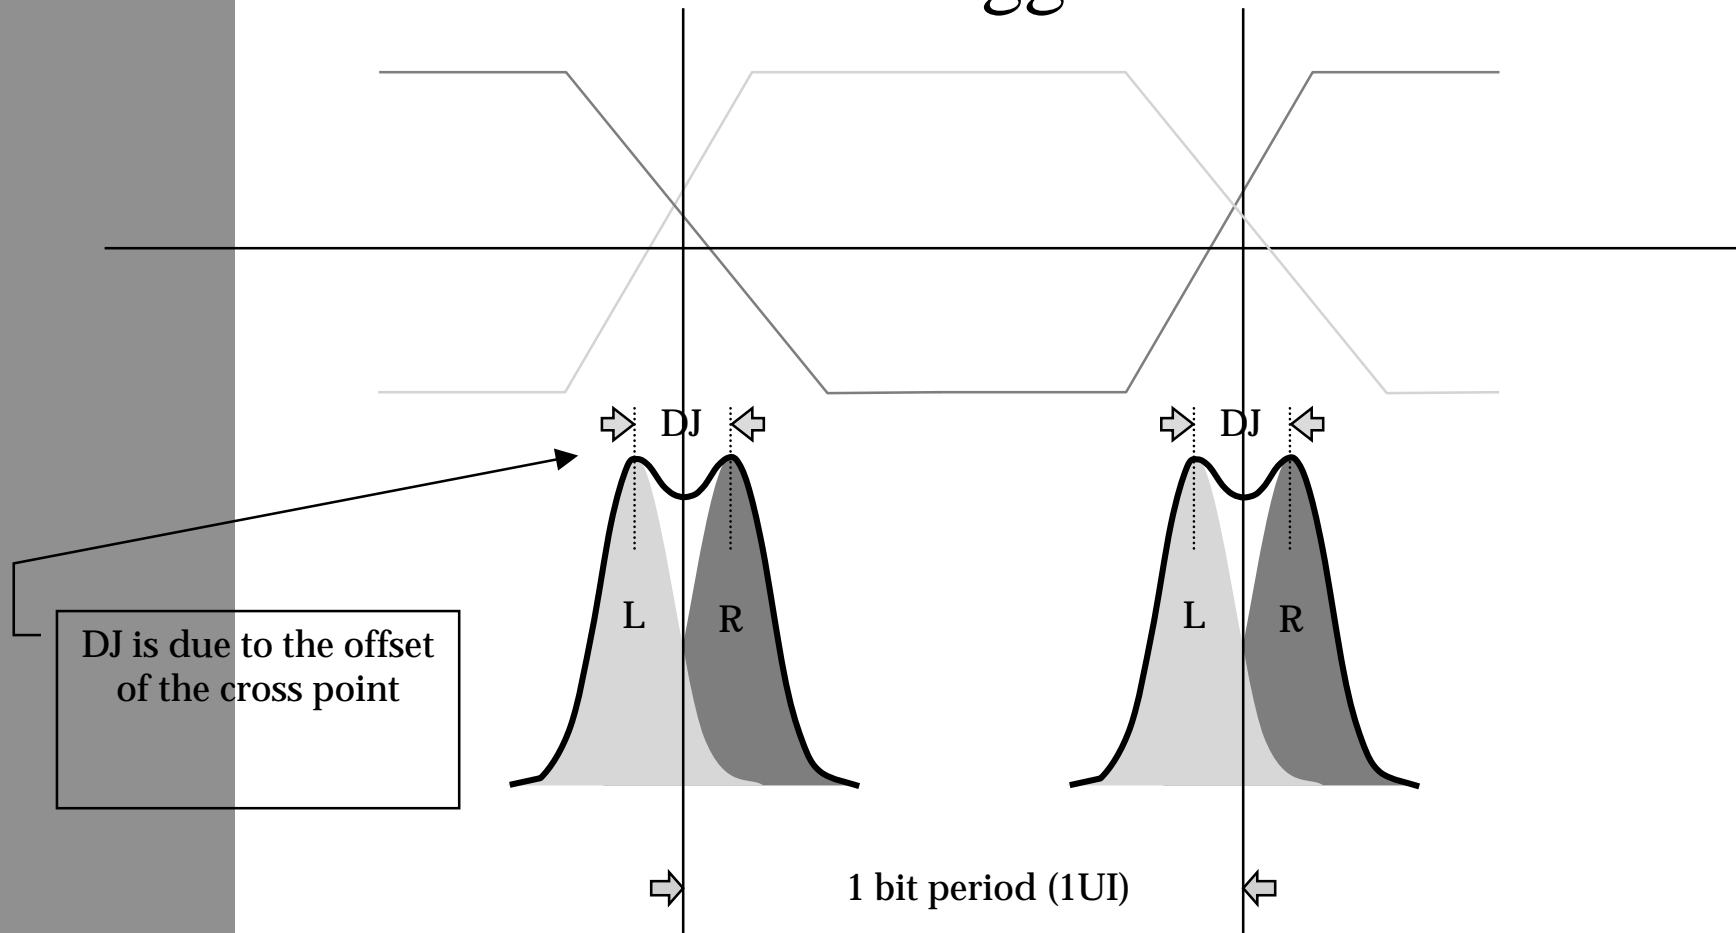 DJ DJ
L R L R
DJ is due to the offset
of the cross point
1 bit period (1UI)